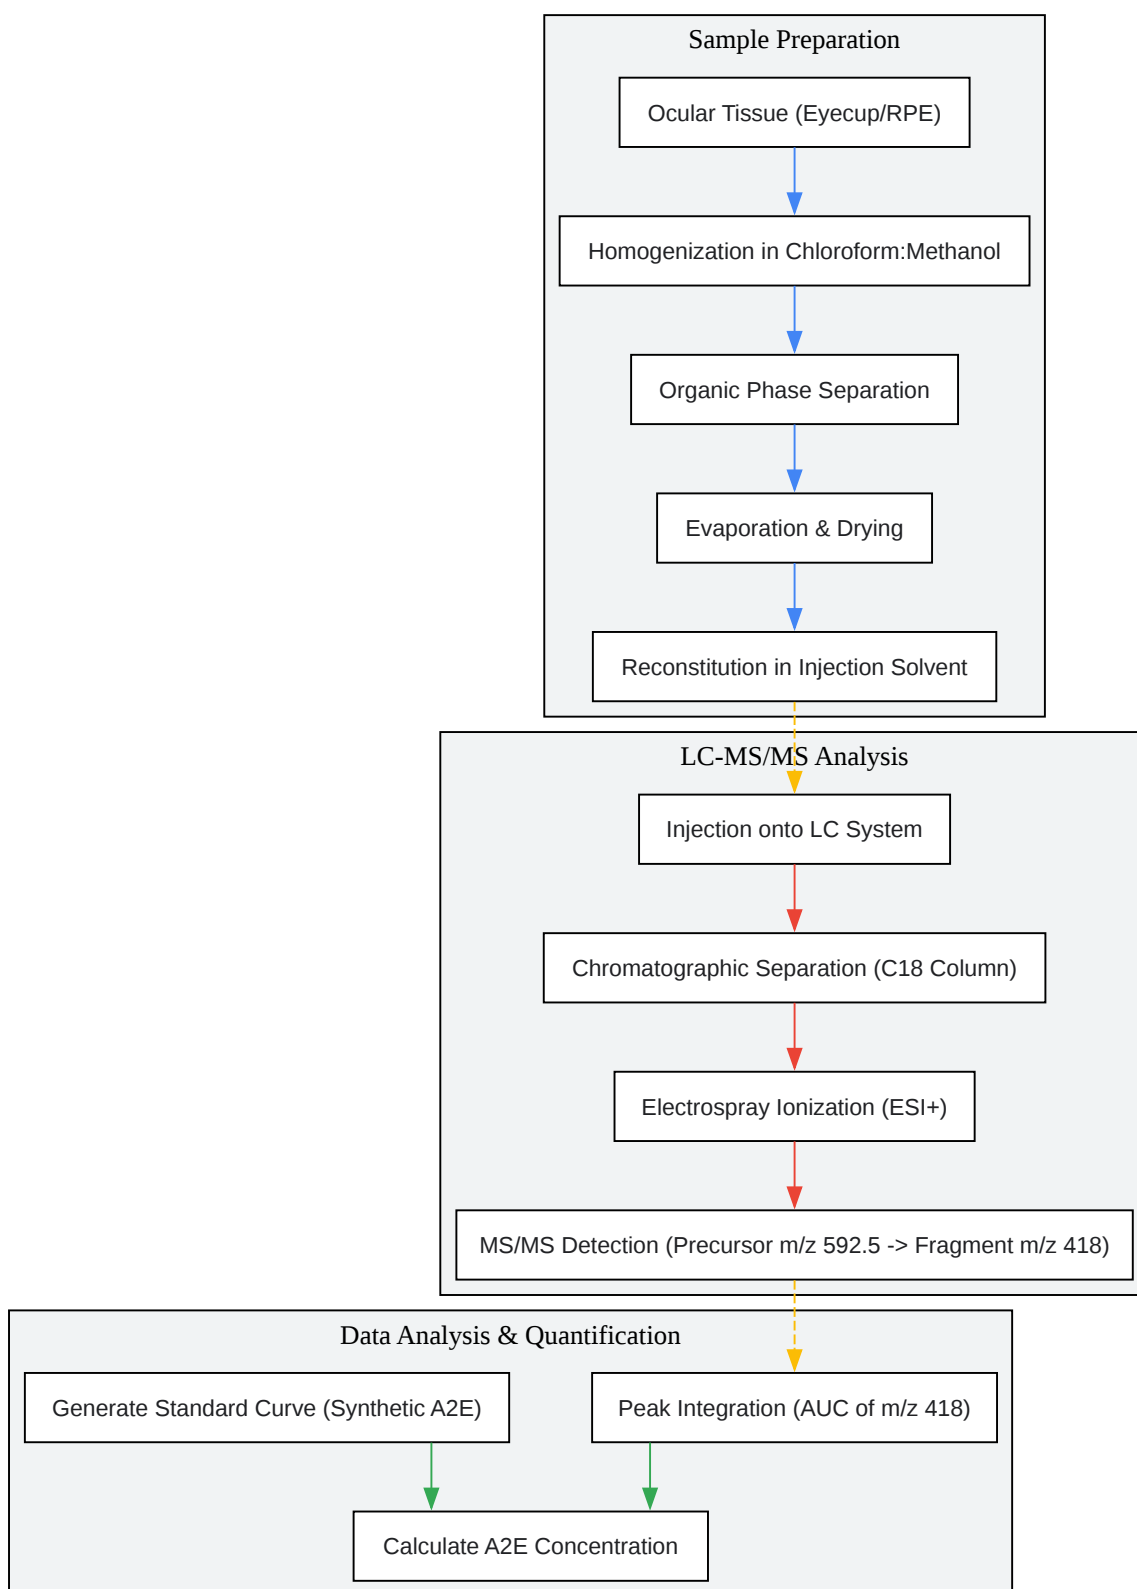 Sample Preparation
Ocular Tissue (Eyecup/RPE)
Homogenization in Chloroform:Methanol
Organic Phase Separation
Evaporation & Drying
Reconstitution in Injection Solvent
LC-MS/MS Analysis
Injection onto LC System
Chromatographic Separation (C18 Column)
Electrospray Ionization (ESI+)
MS/MS Detection (Precursor m/z 592.5 -> Fragment m/z 418)
Data Analysis & Quantification
Generate Standard Curve (Synthetic A2E)
Peak Integration (AUC of m/z 418)
Calculate A2E Concentration